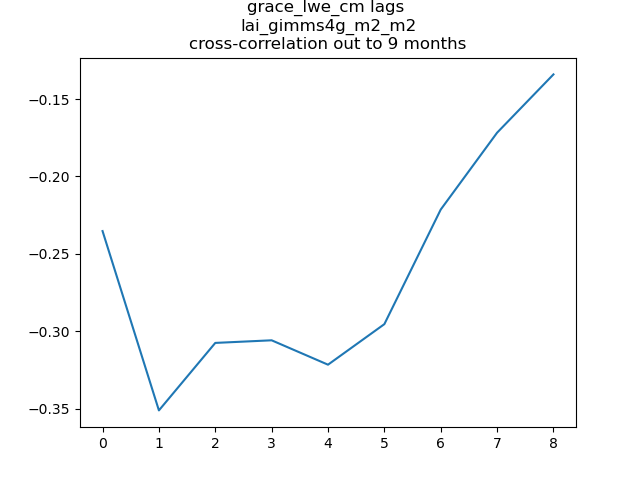 grace_lwe_cm lags
lai_gimms4g_m2_m2
cross-correlation out to 9 months
−0.15
−0.20
−0.25
−0.30
−0.35
0 1 2 3 4 5 6 7 8